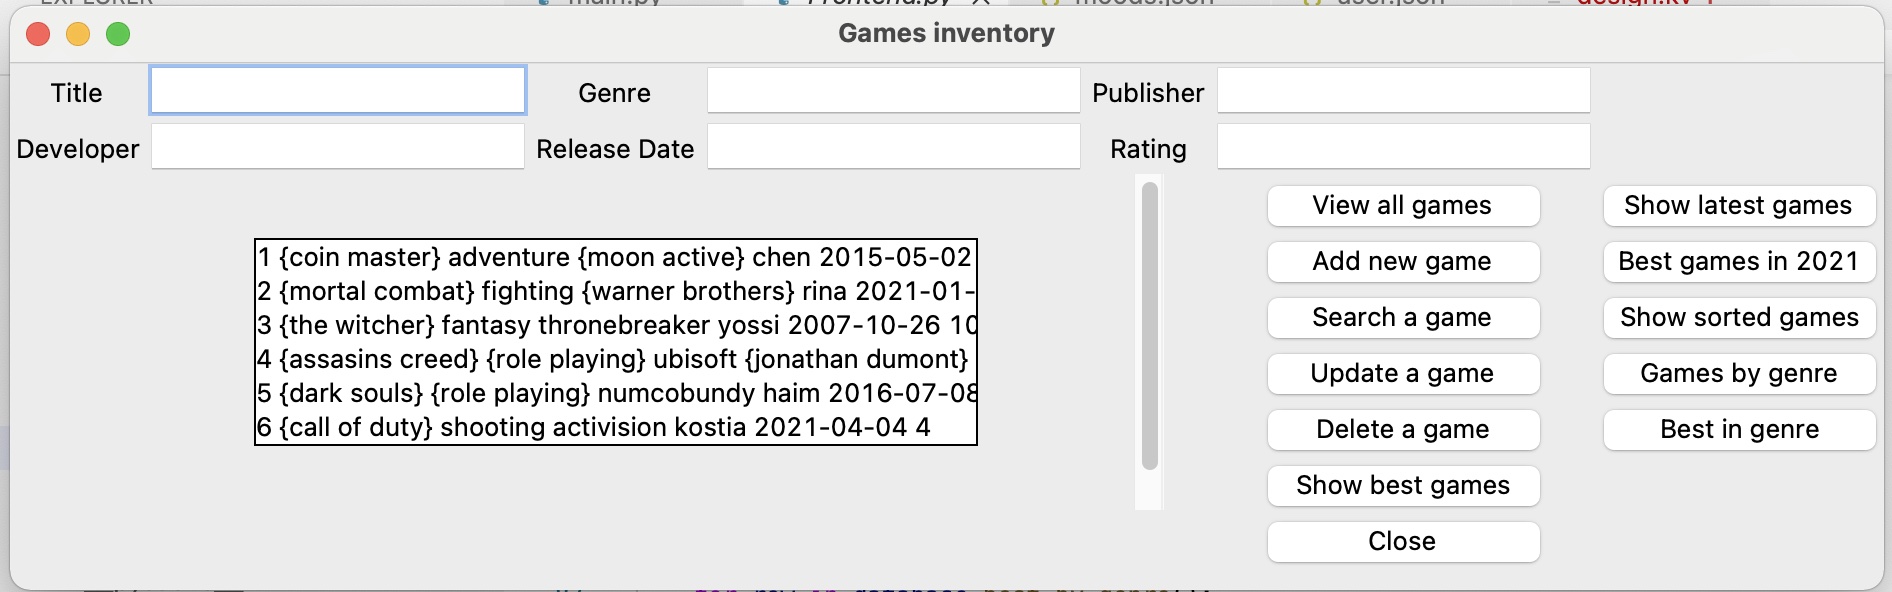 Games inventory
Title Genre Publisher
Developer Release Date Rating
1 {coin master} adventure {moon active} chen 2015-05-02
2 {mortal combat} fighting {warner brothers} rina 2021-01-
3 {the witcher} fantasy thronebreaker yossi 2007-10-26 10
4 {assasins creed} {role playing} ubisoft {jonathan dumont}
5 {dark souls} {role playing} numcobundy haim 2016-07-08
6 {call of duty} shooting activision kostia 2021-04-04 4
View all games Show latest games
Add new game Best games in 2021
Search a game Show sorted games
Update a game Games by genre
Delete a game Best in genre
Show best games
Close